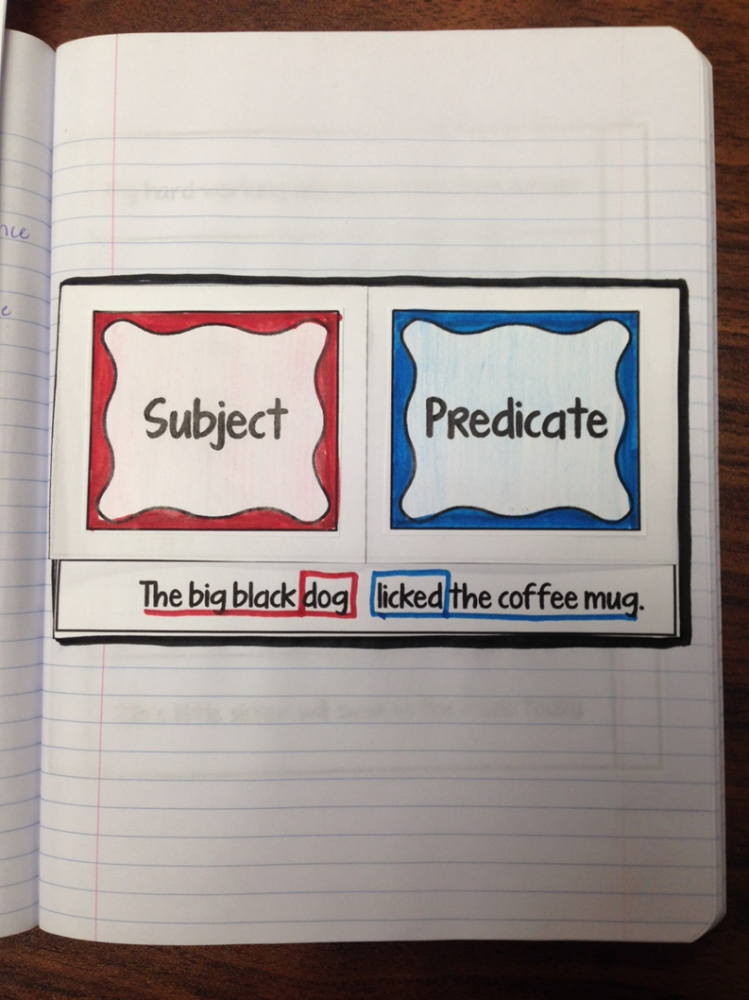 Subject
Predicate
The big black dog licked the coffee mug.